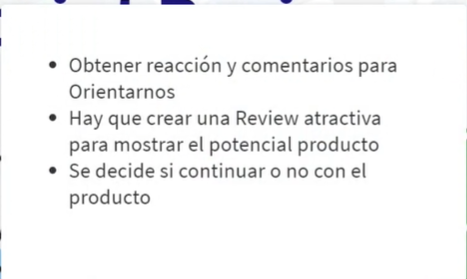 • Obtener reacción y comentarios para
Orientarnos
• Hay que crear una Review atractiva
para mostrar el potencial producto
• Se decide si continuar o no con el
producto